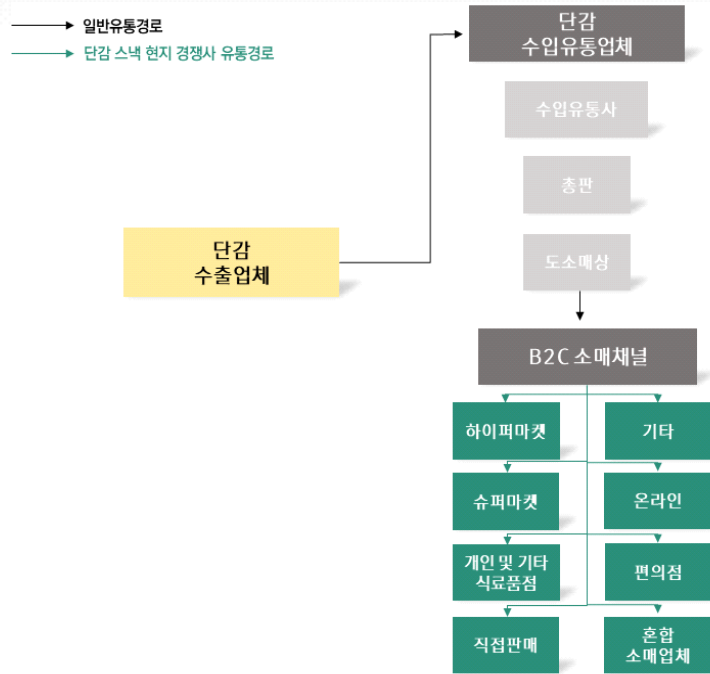 일반유통경로
단감 스낵 현지 경쟁사 유통경로
단감
수입유통업체
수입유통사
총판
단감
수출업체
도소매상
B2C 소매채널
하이퍼마켓
기타
슈퍼마켓
온라인
개인 및 기타
식료품점
편의점
직접판매
혼합
소매업체